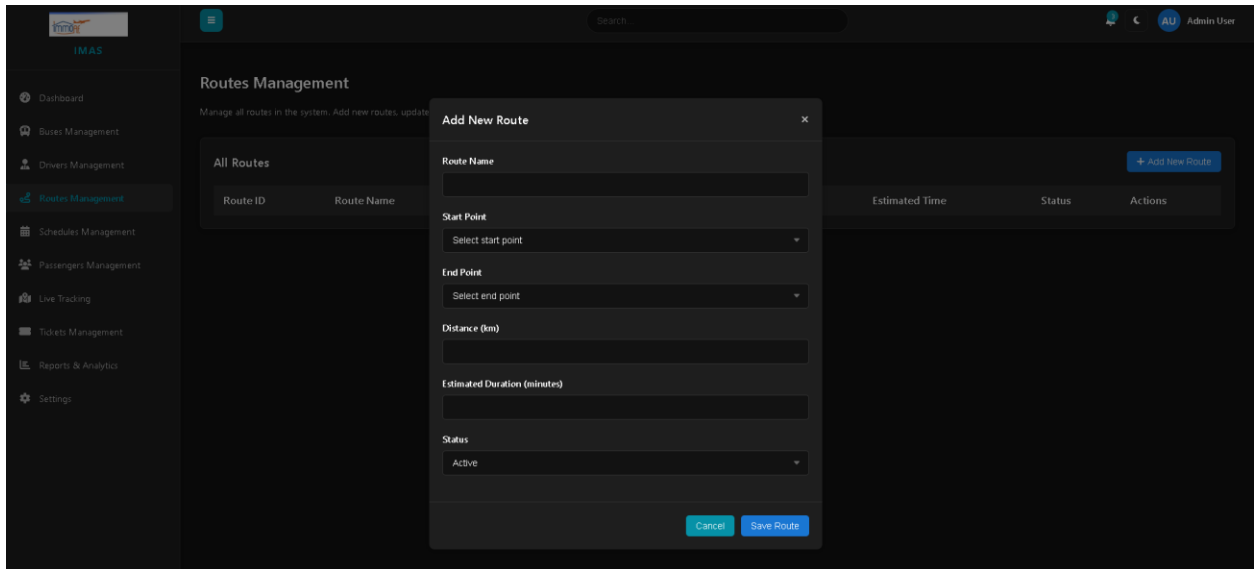 IMAS
Dashboard
Buses Management
Drivers Management
Routes Management
Schedules Management
Passengers Management
Live Tracking
Tickets Management
Reports & Analytics
Settings
Search...
AU Admin User
Routes Management
Manage all routes in the system. Add new routes, update
All Routes
+ Add New Route
Route ID Route Name Estimated Time Status Actions
Add New Route ×
Route Name
Start Point
Select start point
End Point
Select end point
Distance (km)
Estimated Duration (minutes)
Status
Active
Cancel Save Route